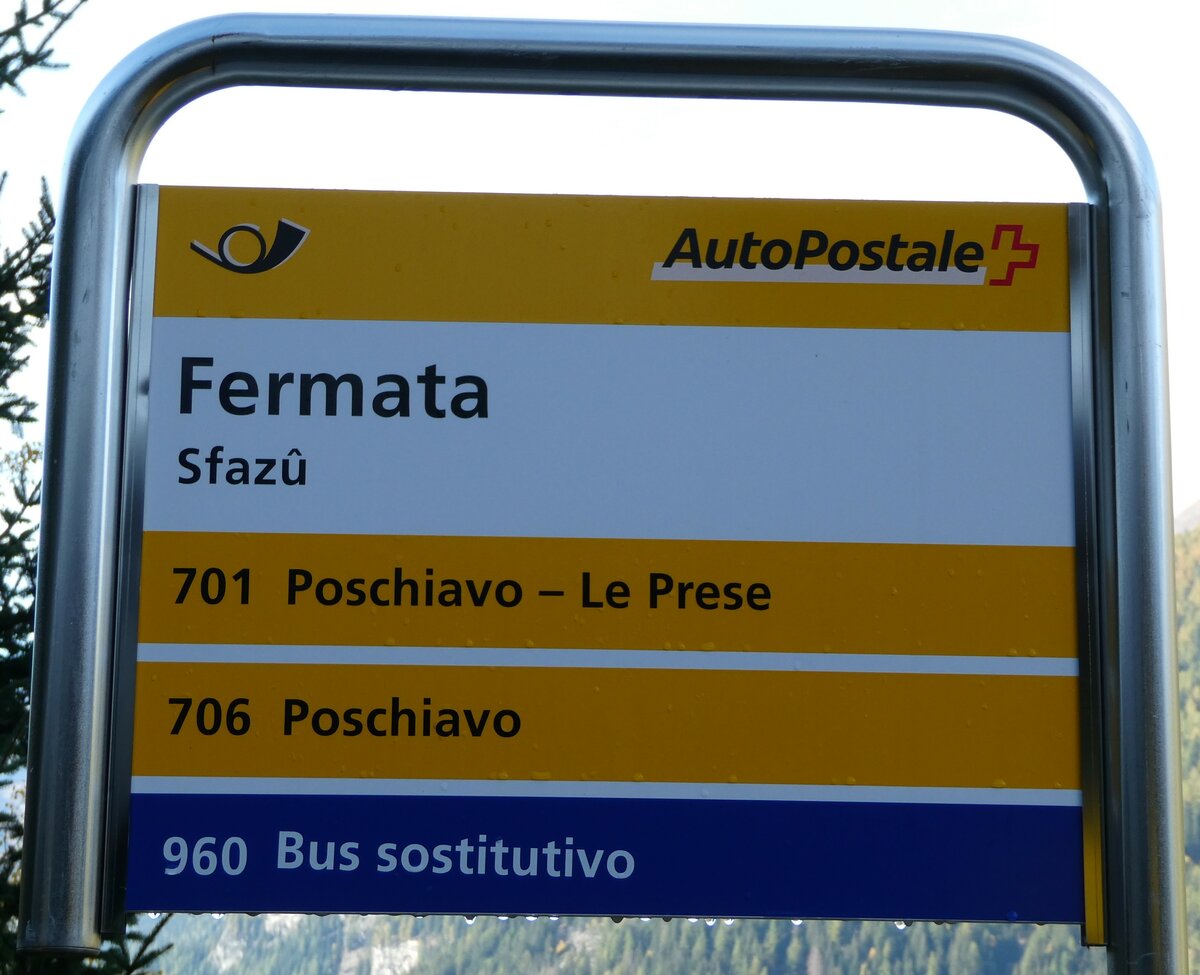 AutoPostale
Fermata
Sfazû
701 Poschiavo – Le Prese
706 Poschiavo
960 Bus sostitutivo